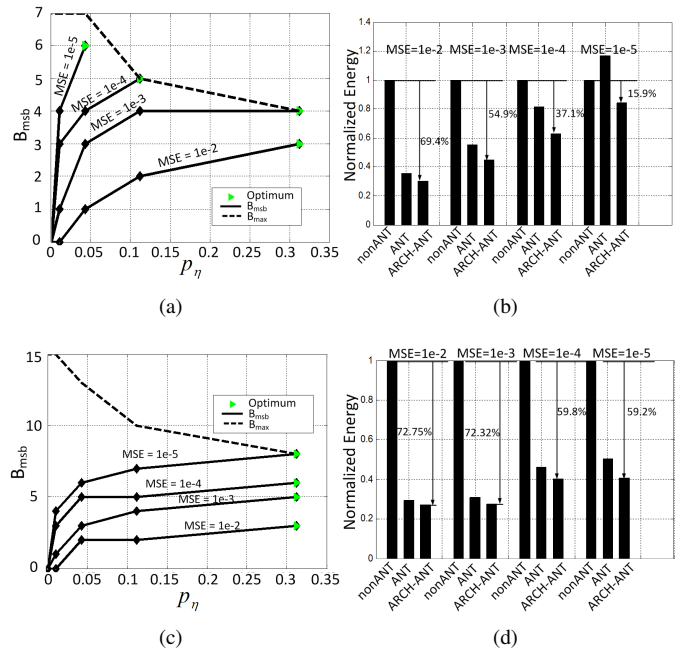 7
6
5
4
3
2
1
0
B_msb
MSE = 1e-5
MSE = 1e-4
MSE = 1e-3
MSE = 1e-2
Optimum
B_msb
B_max
0 0.05 0.1 0.15 0.2 0.25 0.3 0.35
p_η
(a)
1.4
1.2
1
0.8
0.6
0.4
0.2
0
Normalized Energy
MSE=1e-2 MSE=1e-3 MSE=1e-4 MSE=1e-5
69.4%
54.9%
37.1%
15.9%
nonANT ANT ARCH-ANT nonANT ANT ARCH-ANT nonANT ANT ARCH-ANT nonANT ANT ARCH-ANT
(b)
15
10
5
0
B_msb
MSE = 1e-5
MSE = 1e-4
MSE = 1e-3
MSE = 1e-2
Optimum
B_msb
B_max
0.05 0.1 0.15 0.2 0.25 0.3 0.35
p_η
(c)
1
0.8
0.6
0.4
0.2
0
Normalized Energy
MSE=1e-2 MSE=1e-3 MSE=1e-4 MSE=1e-5
72.75%
72.32%
59.8%
59.2%
nonANT ANT ARCH-ANT nonANT ANT ARCH-ANT nonANT ANT ARCH-ANT nonANT ANT ARCH-ANT
(d)